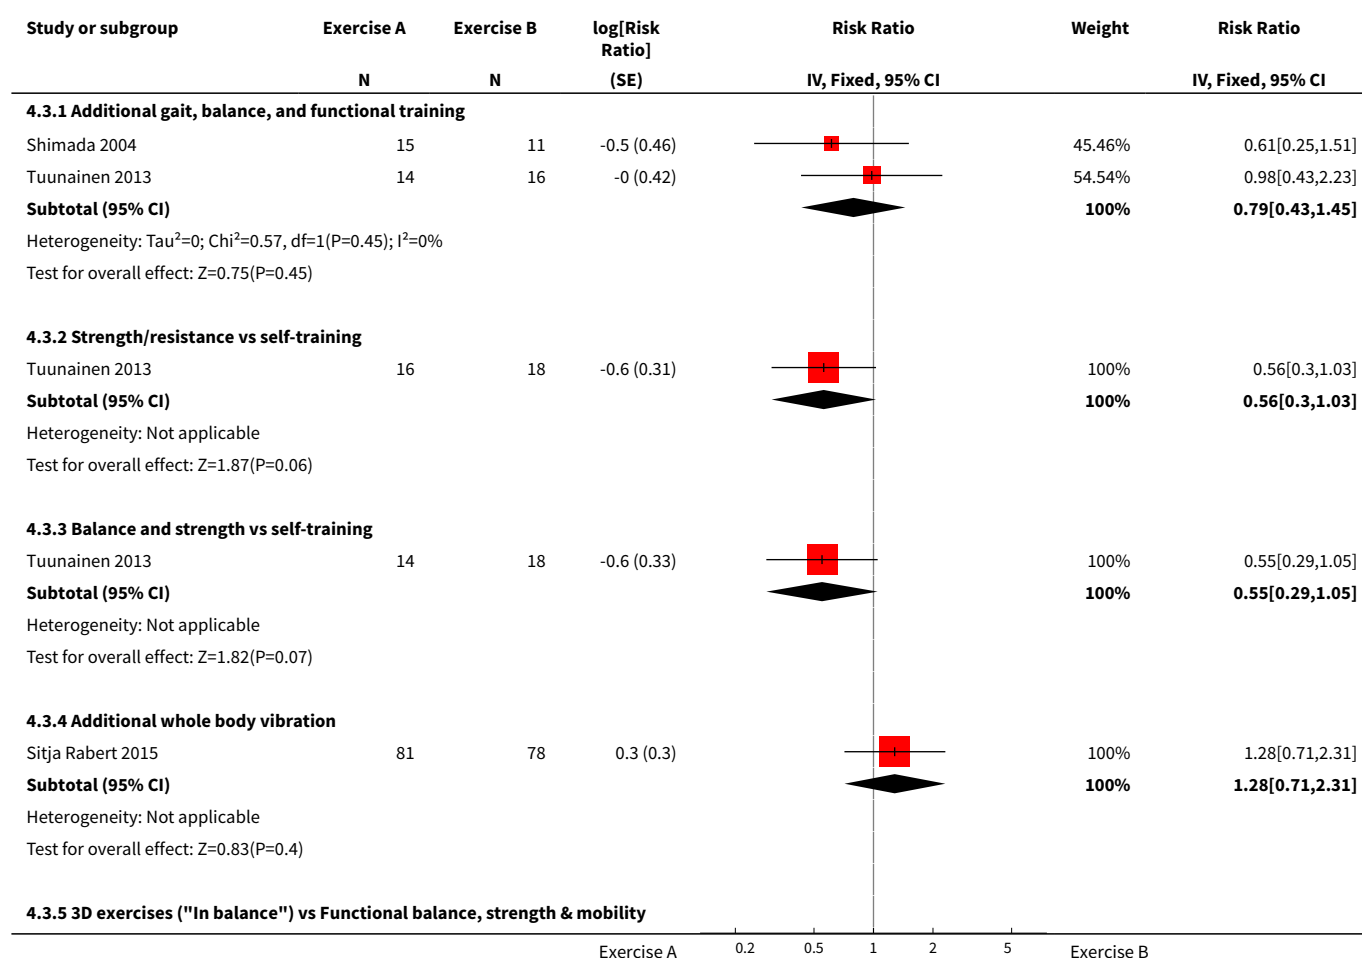 Study or subgroup Exercise A Exercise B log[Risk Ratio] Risk Ratio Weight Risk Ratio
N N (SE) IV, Fixed, 95% CI IV, Fixed, 95% CI
4.3.1 Additional gait, balance, and functional training
Shimada 2004 15 11 -0.5 (0.46) 45.46% 0.61[0.25,1.51]
Tuunainen 2013 14 16 -0 (0.42) 54.54% 0.98[0.43,2.23]
Subtotal (95% CI) 100% 0.79[0.43,1.45]
Heterogeneity: Tau²=0; Chi²=0.57, df=1(P=0.45); I²=0%
Test for overall effect: Z=0.75(P=0.45)
4.3.2 Strength/resistance vs self-training
Tuunainen 2013 16 18 -0.6 (0.31) 100% 0.56[0.3,1.03]
Subtotal (95% CI) 100% 0.56[0.3,1.03]
Heterogeneity: Not applicable
Test for overall effect: Z=1.87(P=0.06)
4.3.3 Balance and strength vs self-training
Tuunainen 2013 14 18 -0.6 (0.33) 100% 0.55[0.29,1.05]
Subtotal (95% CI) 100% 0.55[0.29,1.05]
Heterogeneity: Not applicable
Test for overall effect: Z=1.82(P=0.07)
4.3.4 Additional whole body vibration
Sitja Rabert 2015 81 78 0.3 (0.3) 100% 1.28[0.71,2.31]
Subtotal (95% CI) 100% 1.28[0.71,2.31]
Heterogeneity: Not applicable
Test for overall effect: Z=0.83(P=0.4)
4.3.5 3D exercises ("In balance") vs Functional balance, strength & mobility
Exercise A 0.2 0.5 1 2 5 Exercise B